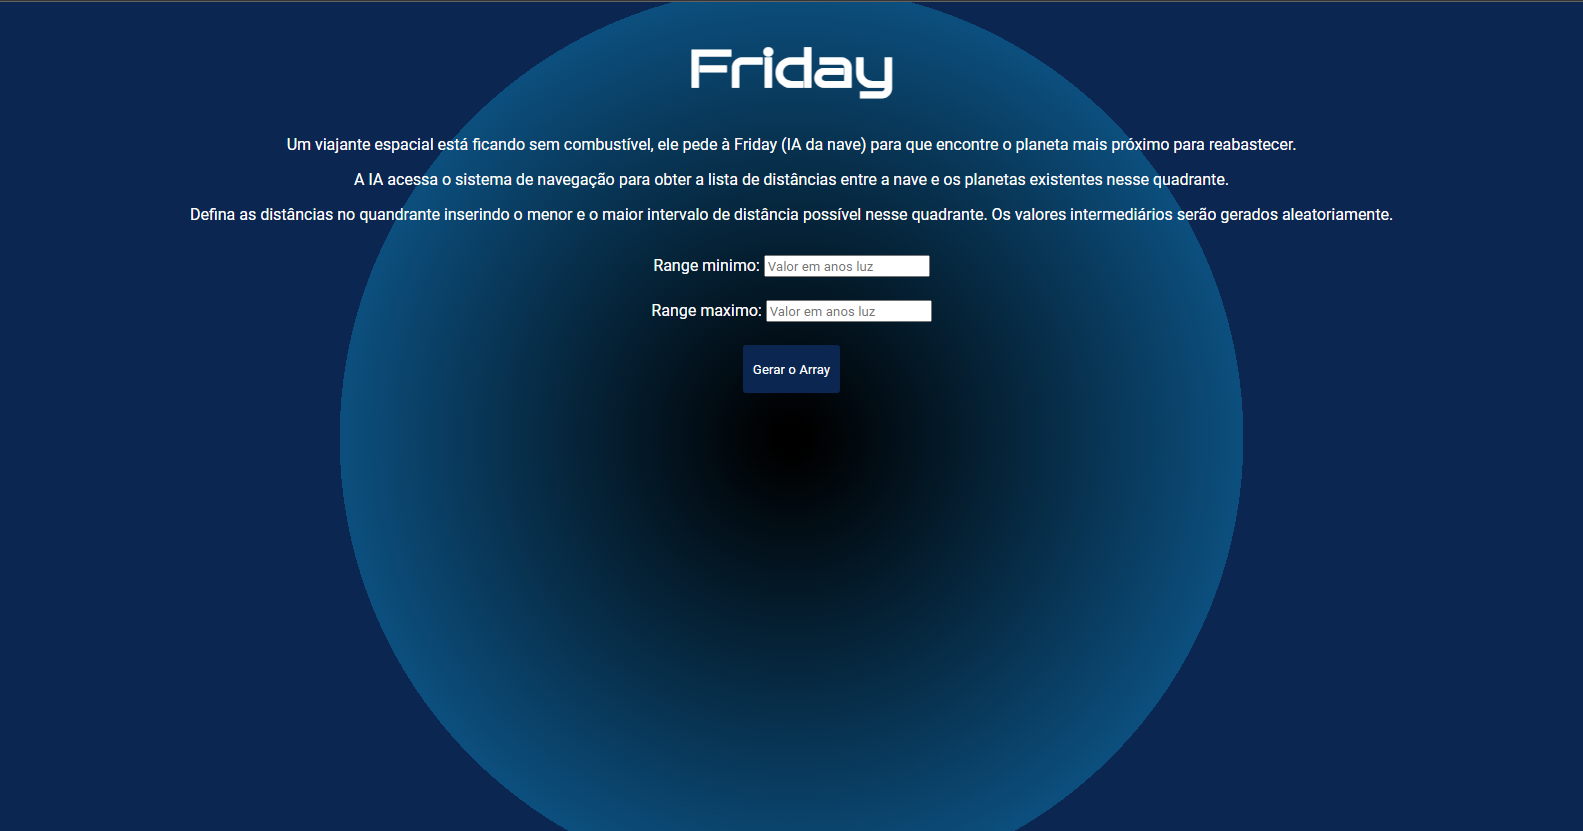 Friday
Um viajante espacial está ficando sem combustível, ele pede à Friday (IA da nave) para que encontre o planeta mais próximo para reabastecer.
A IA acessa o sistema de navegação para obter a lista de distâncias entre a nave e os planetas existentes nesse quadrante.
Defina as distâncias no quandrante inserindo o menor e o maior intervalo de distância possível nesse quadrante. Os valores intermediários serão gerados aleatoriamente.
Range minimo: Valor em anos luz
Range maximo: Valor em anos luz
Gerar o Array